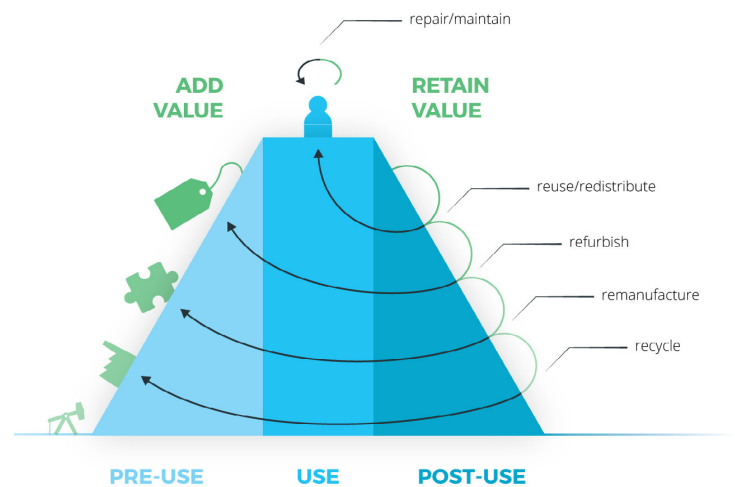 repair/maintain
ADD
VALUE
RETAIN
VALUE
reuse/redistribute
refurbish
remanufacture
recycle
PRE-USE
USE
POST-USE